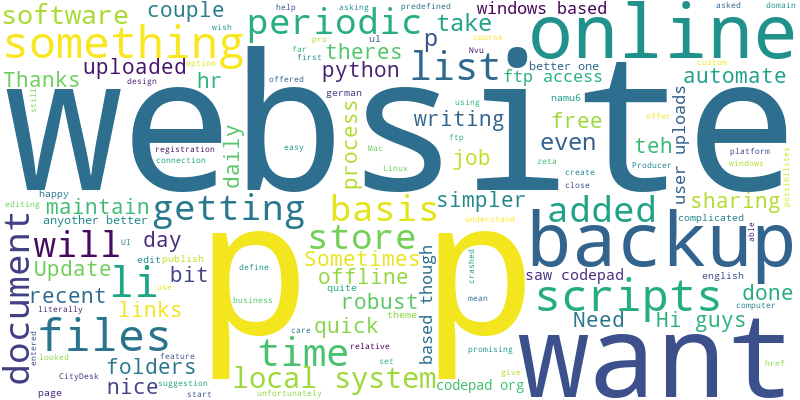 software couple periodic take windows based help asking predefined online asked domain
something uploaded option theres p ul pro Nvu wish course far first
Thanks hr python list ftp access better one automate custom
website
still design offered german using namu6 offer
daily process writing free user uploads
registration connection easy Mac Linux ftp job even teh platform windows possibilities
zeta create Producer close
happy maintain getting basis simpler added sharing
editing anyother better understand complicated
document will UI day p p store Sometimes backup able
edit publish define saw codepad english
Update li bit offline based though crashed mean scripts done computer
recent use business quite robust
literally links care theme Need Hi guys
files quick
entered looked feature relative time set promising want href
CityDesk folders nice suggestion local system give
page start unfortunately codepad org